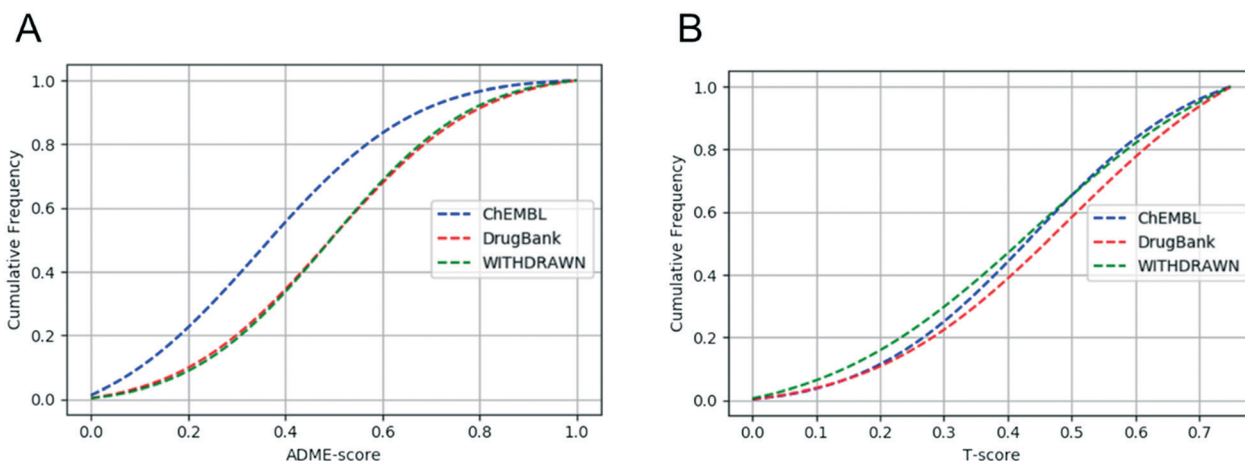 A
1.0
0.8
0.6
0.4
0.2
0.0
Cumulative Frequency
ChEMBL
DrugBank
WITHDRAWN
0.0 0.2 0.4 0.6 0.8 1.0
ADME-score
B
1.0
0.8
0.6
0.4
0.2
0.0
Cumulative Frequency
ChEMBL
DrugBank
WITHDRAWN
0.0 0.1 0.2 0.3 0.4 0.5 0.6 0.7
T-score